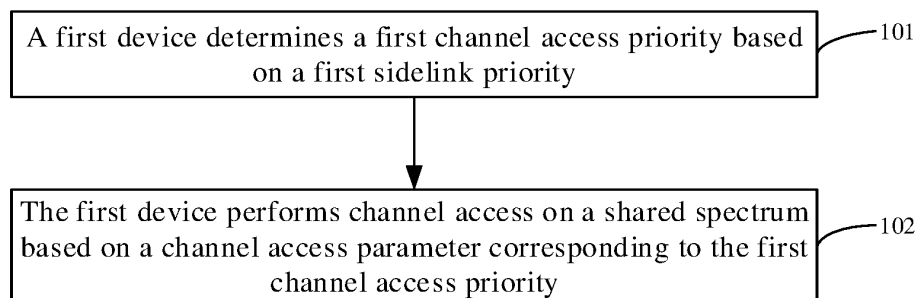 A first device determines a first channel access priority based
on a first sidelink priority
101
The first device performs channel access on a shared spectrum
based on a channel access parameter corresponding to the first
channel access priority
102